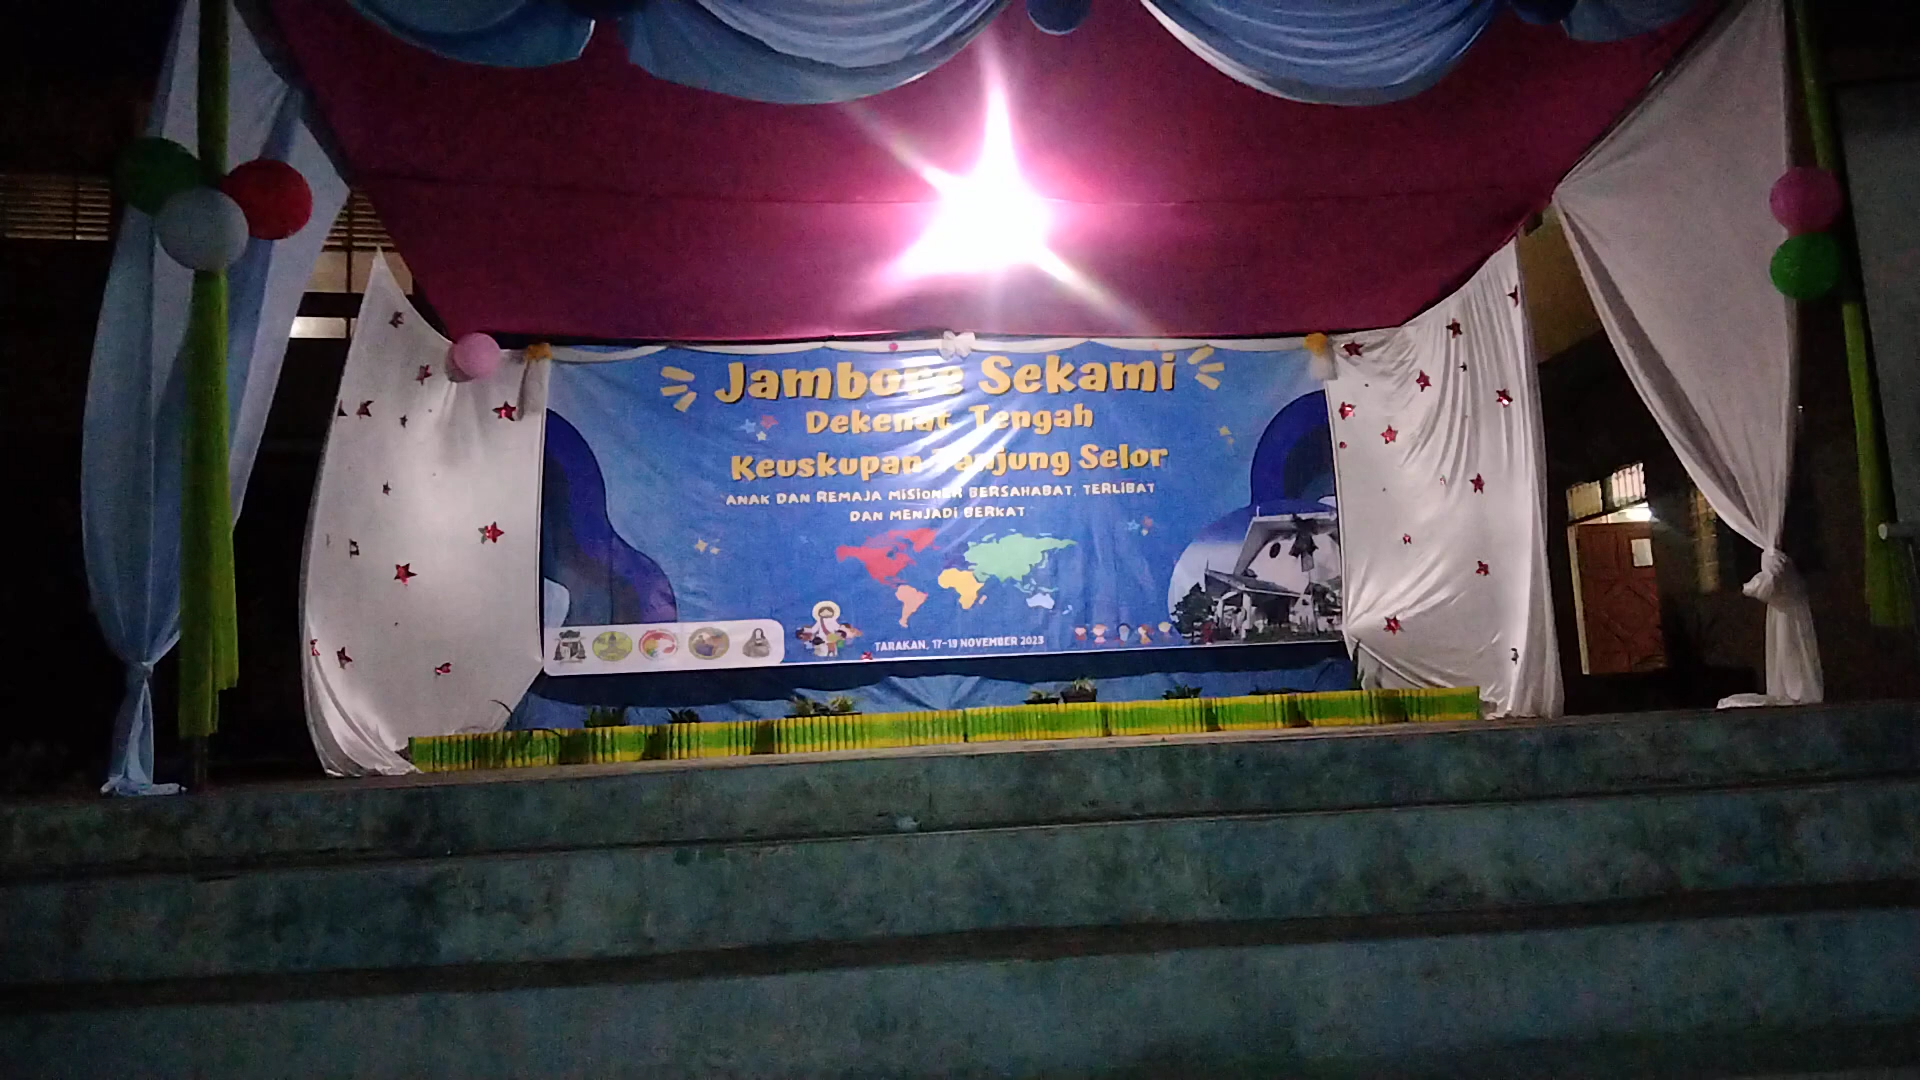 Jambore Sekami
Dekenat Tengah
Keuskupan Tanjung Selor
ANAK DAN REMAJA MISIONER BERSAHABAT, TERLIBAT
DAN MENJADI BERKAT
TARAKAN, 17-19 NOVEMBER 2023